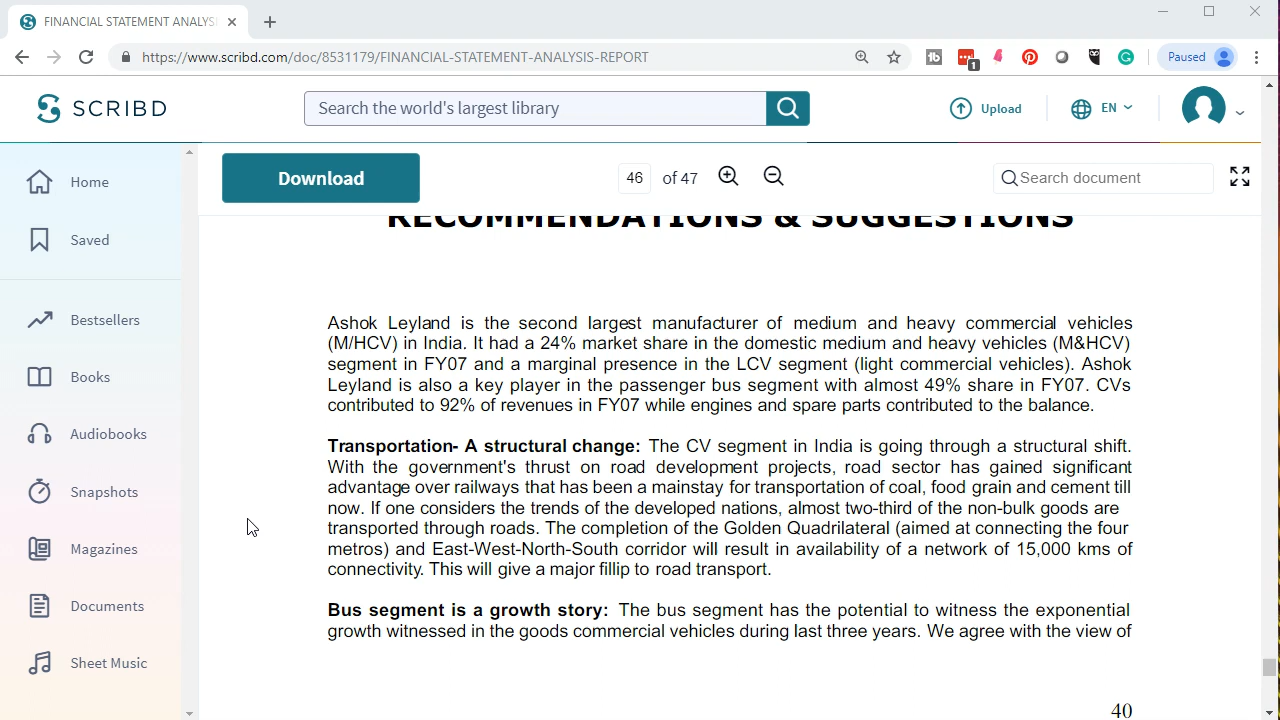 FINANCIAL STATEMENT ANALYS
https://www.scribd.com/doc/8531179/FINANCIAL-STATEMENT-ANALYSIS-REPORT
1
Paused
SCRIBD
Search the world's largest library
Upload
EN
Home
Saved
Bestsellers
Books
Audiobooks
Snapshots
Magazines
Documents
Sheet Music
Download
46 of 47
Search document
RECOMMENDATIONS & SUGGESTIONS
Ashok Leyland is the second largest manufacturer of medium and heavy commercial vehicles
(M/HCV) in India. It had a 24% market share in the domestic medium and heavy vehicles (M&HCV)
segment in FY07 and a marginal presence in the LCV segment (light commercial vehicles). Ashok
Leyland is also a key player in the passenger bus segment with almost 49% share in FY07. CVs
contributed to 92% of revenues in FY07 while engines and spare parts contributed to the balance.
Transportation- A structural change: The CV segment in India is going through a structural shift.
With the government's thrust on road development projects, road sector has gained significant
advantage over railways that has been a mainstay for transportation of coal, food grain and cement till
now. If one considers the trends of the developed nations, almost two-third of the non-bulk goods are
transported through roads. The completion of the Golden Quadrilateral (aimed at connecting the four
metros) and East-West-North-South corridor will result in availability of a network of 15,000 kms of
connectivity. This will give a major fillip to road transport.
Bus segment is a growth story: The bus segment has the potential to witness the exponential
growth witnessed in the goods commercial vehicles during last three years. We agree with the view of
40